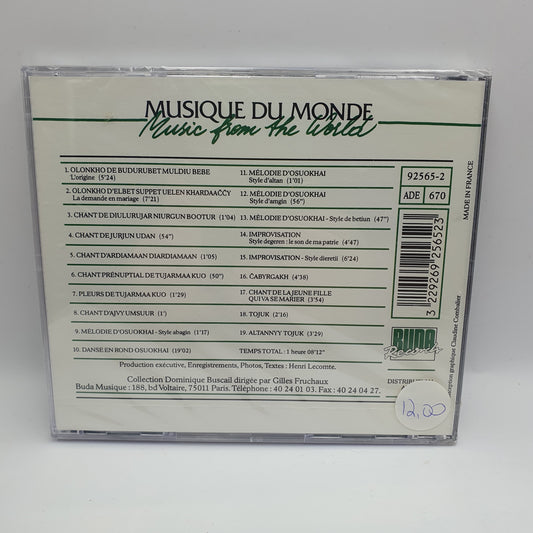 MUSIQUE DU MONDE
Music from the World
1. OLONKHO DE BUDURUBET MULDIU BEBE
L'origine (5'24)
2. OLONKHO D'ELBET SUPPET UELEN KHARDAAČČY
La demande en mariage (7'21)
3. CHANT DE DIULURUJAR NIURGUN BOOTUR (1'04)
4. CHANT DE JURJUN UDAN (54")
5. CHANT D'ARDIAMAAN DIARDIAMAAN (1'05)
6. CHANT PRÉNUPTIAL DE TUJARMAA KUO (50")
7. PLEURS DE TUJARMAA KUO (1'29)
8. CHANT D'AJVY UMSUUR (1')
9. MÉLODIE D'OSUOKHAI - Style abagin (1'17)
10. DANSE EN ROND OSUOKHAI (19'02)
11. MÉLODIE D'OSUOKHAI
Style d'altan (1'01)
12. MÉLODIE D'OSUOKHAI
Style d'amgin (56")
13. MÉLODIE D'OSUOKHAI - Style de betiun (47")
14. IMPROVISATION
Style degeren : le son de ma patrie (4'47)
15. IMPROVISATION - Style dieretii (6'24)
16. ČABYRGAKH (4'38)
17. CHANT DE LA JEUNE FILLE
QUI VA SE MARIER (3'54)
18. TOJUK (2'16)
19. ALTANNYY TOJUK (3'29)
TEMPS TOTAL : 1 heure 08'12"
Production exécutive, Enregistrements, Photos, Textes : Henri Lecomte.
Collection Dominique Buscail dirigée par Gilles Fruchaux
Buda Musique : 188, bd Voltaire, 75011 Paris. Téléphone : 40 24 01 03. Fax : 40 24 04 27.
92565-2
ADE 670
3 229269 256523
MADE IN FRANCE
BUDA
Records
graphique Claudine Combalier
12,00